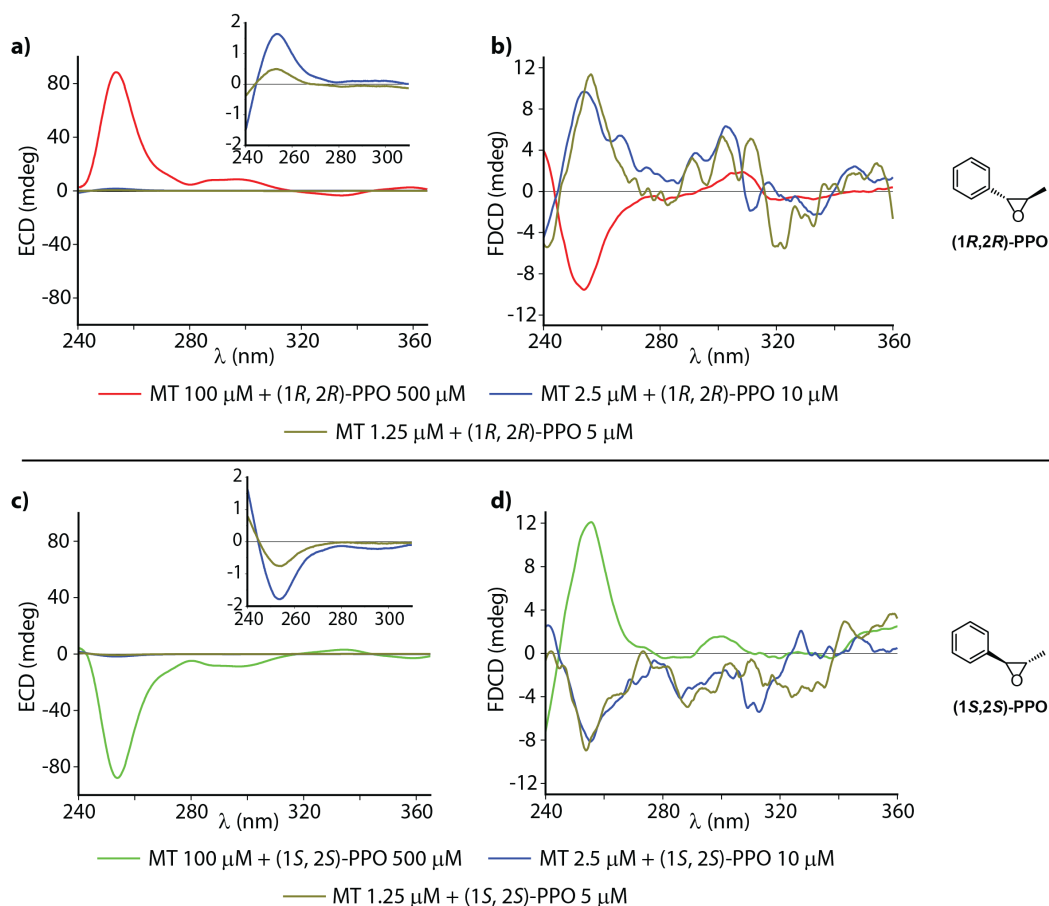 a)
2
1
0
-1
-2
240 260 280 300
ECD (mdeg)
80
40
0
-40
-80
240 280 320 360
λ (nm)
b)
FDCD (mdeg)
12
8
4
0
-4
-8
-12
240 280 320 360
λ (nm)
O
(1R,2R)-PPO
MT 100 μM + (1R, 2R)-PPO 500 μM
MT 2.5 μM + (1R, 2R)-PPO 10 μM
MT 1.25 μM + (1R, 2R)-PPO 5 μM
c)
2
1
0
-1
-2
240 260 280 300
ECD (mdeg)
80
40
0
-40
-80
240 280 320 360
λ (nm)
d)
FDCD (mdeg)
12
8
4
0
-4
-8
-12
240 280 320 360
λ (nm)
O
(1S,2S)-PPO
MT 100 μM + (1S, 2S)-PPO 500 μM
MT 2.5 μM + (1S, 2S)-PPO 10 μM
MT 1.25 μM + (1S, 2S)-PPO 5 μM